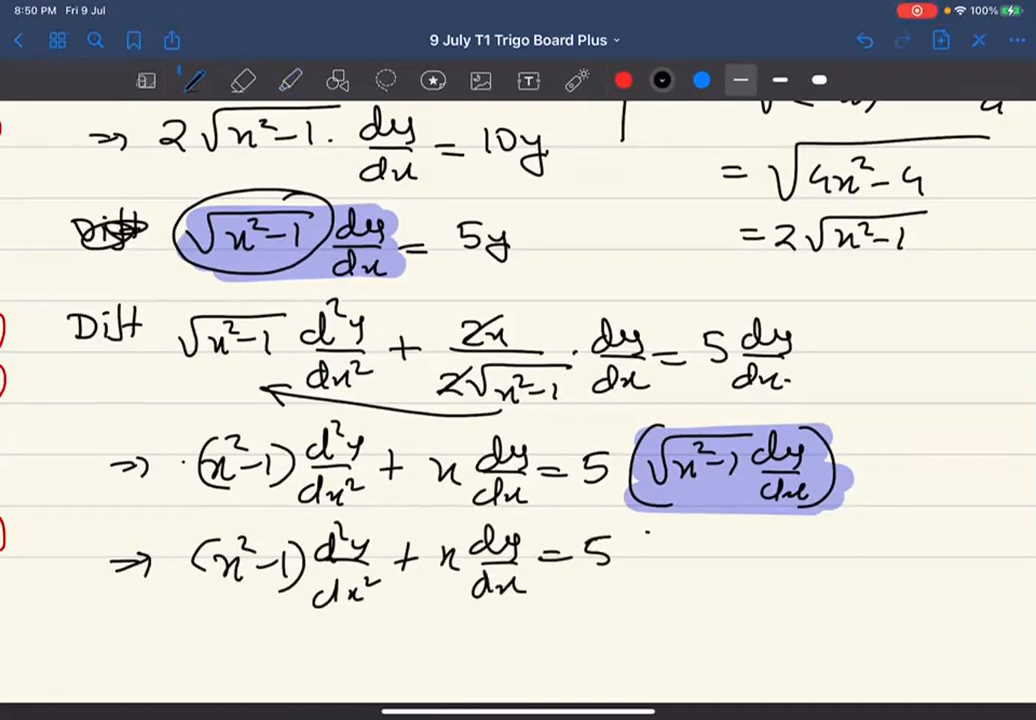 8:50 PM Fri 9 Jul
100%
9 July T1 Trigo Board Plus
⇒ 2√(x²-1) · dy/dx = 10y
= √(4x² - 4)
= 2√(x²-1)
√(x²-1) dy/dx = 5y
Diff √(x²-1) d²y/dx² + 2x/(2√(x²-1)) · dy/dx = 5 dy/dx
⇒ (x²-1) d²y/dx² + x dy/dx = 5 (√(x²-1) dy/dx)
⇒ (x²-1) d²y/dx² + x dy/dx = 5